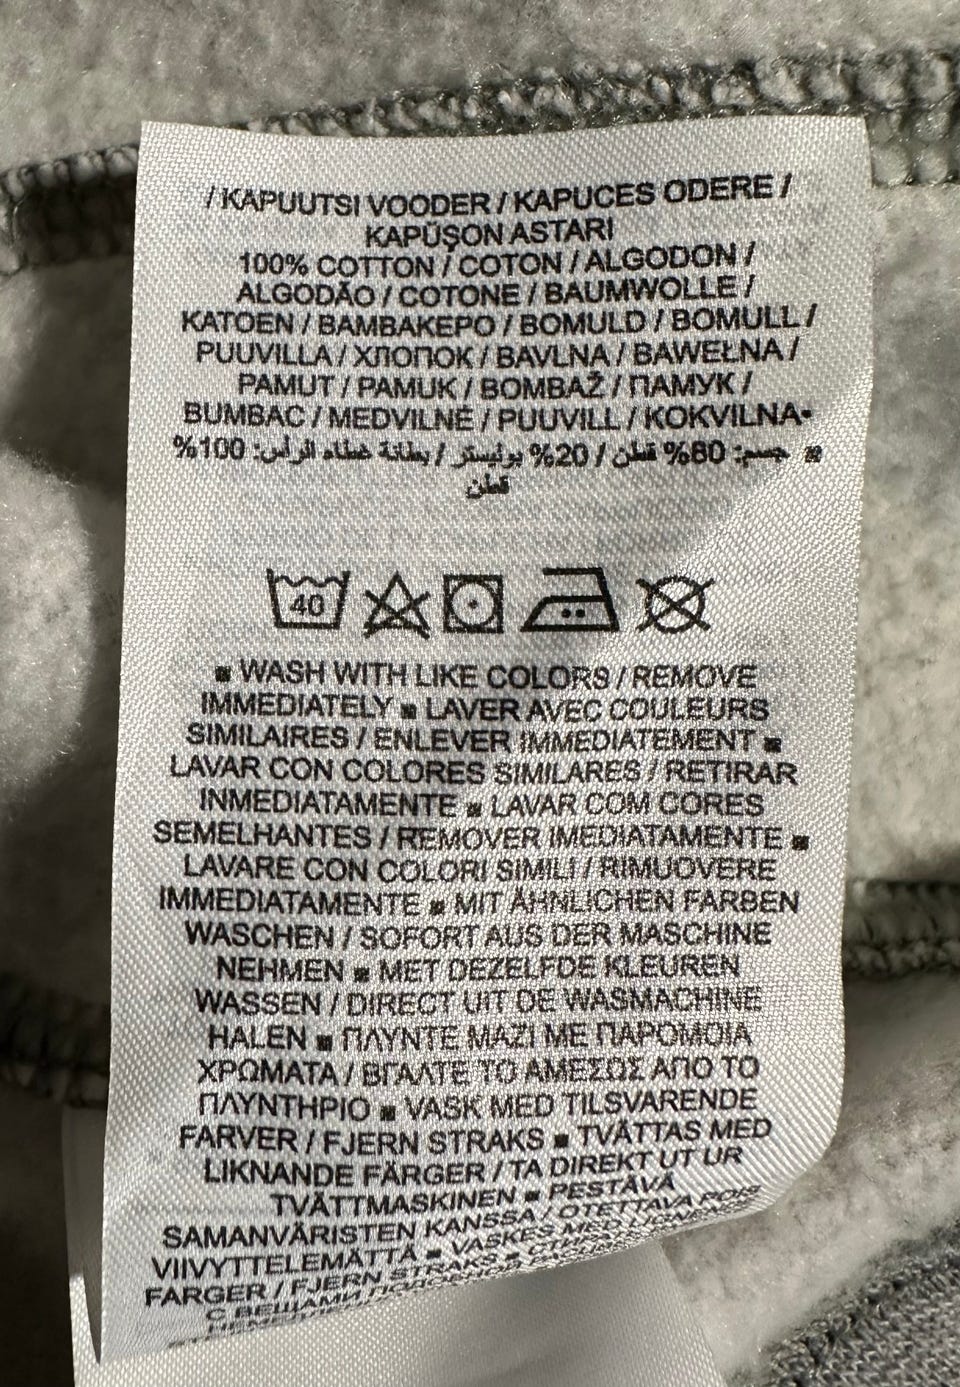 / KAPUUTSI VOODER / KAPUCES ODERE /
KAPÜŞON ASTARI
100% COTTON / COTON / ALGODON /
ALGODÃO / COTONE / BAUMWOLLE /
KATOEN / ΒΑΜΒΑΚΕΡΟ / BOMULD / BOMULL /
PUUVILLA / ХЛОПОК / BAVLNA / BAWEŁNA /
PAMUT / PAMUK / BOMBAŽ / ПАМУК /
BUMBAC / MEDVILNĖ / PUUVILL / KOKVILNA▪
▪ جسم: 80% قطن / 20% بوليستر / بطانة غطاء الرأس: 100%
قطن
40
▪ WASH WITH LIKE COLORS / REMOVE
IMMEDIATELY ▪ LAVER AVEC COULEURS
SIMILAIRES / ENLEVER IMMEDIATEMENT ▪
LAVAR CON COLORES SIMILARES / RETIRAR
INMEDIATAMENTE ▪ LAVAR COM CORES
SEMELHANTES / REMOVER IMEDIATAMENTE ▪
LAVARE CON COLORI SIMILI / RIMUOVERE
IMMEDIATAMENTE ▪ MIT ÄHNLICHEN FARBEN
WASCHEN / SOFORT AUS DER MASCHINE
NEHMEN ▪ MET DEZELFDE KLEUREN
WASSEN / DIRECT UIT DE WASMACHINE
HALEN ▪ ΠΛΥΝΤΕ ΜΑΖΙ ΜΕ ΠΑΡΟΜΟΙΑ
ΧΡΩΜΑΤΑ / ΒΓΑΛΤΕ ΤΟ ΑΜΕΣΩΣ ΑΠΟ ΤΟ
ΠΛΥΝΤΗΡΙΟ ▪ VASK MED TILSVARENDE
FARVER / FJERN STRAKS ▪ TVÄTTAS MED
LIKNANDE FÄRGER / TA DIREKT UT UR
TVÄTTMASKINEN ▪ PESTÄVÄ
SAMANVÄRISTEN KANSSA / OTETTAVA POIS
VIIVYTTELEMÄTTÄ ▪ VASKES MED LIGNENDE
FARGER / FJERN STRAKS ▪
С ВЕЩАМИ